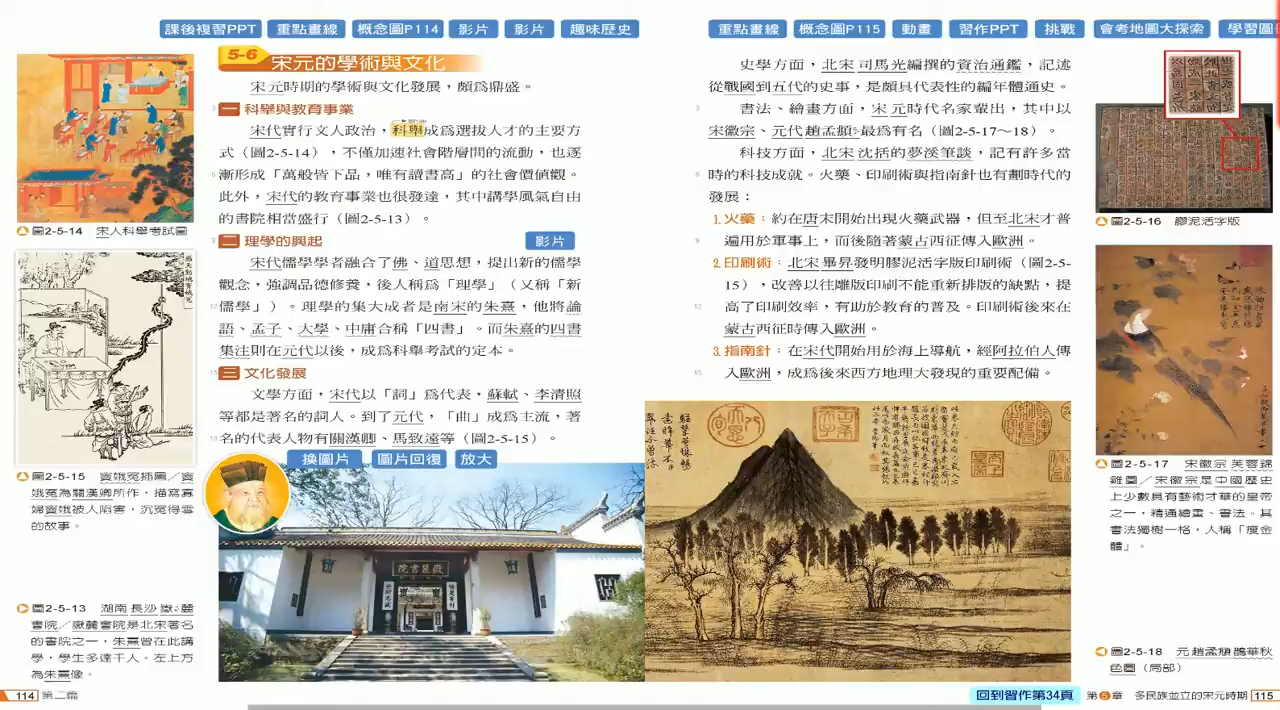 課後複習PPT 重點畫線 概念圖P114 影片 影片 趣味歷史
5-6 宋元的學術與文化
宋元時期的學術與文化發展，頗為鼎盛。
一 科舉與教育事業
宋代實行文人政治，科舉成為選拔人才的主要方
式（圖2-5-14），不僅加速社會階層間的流動，也逐
漸形成「萬般皆下品，唯有讀書高」的社會價值觀。
此外，宋代的教育事業也很發達，其中講學風氣自由
的書院相當盛行（圖2-5-13）。
二 理學的興起
影片
宋代儒學學者融合了佛、道思想，提出新的儒學
觀念，強調品德修養，後人稱為「理學」（又稱「新
儒學」）。理學的集大成者是南宋的朱熹，他將論
語、孟子、大學、中庸合稱「四書」。而朱熹的四書
集注則在元代以後，成為科舉考試的定本。
三 文化發展
文學方面，宋代以「詞」為代表，蘇軾、李清照
等都是著名的詞人。到了元代，「曲」成為主流，著
名的代表人物有關漢卿、馬致遠等（圖2-5-15）。
換圖片 圖片回復 放大
圖2-5-14 宋人科舉考試圖
圖2-5-15 竇娥冤插圖／竇
娥冤為關漢卿所作，描寫寡
婦竇娥被人陷害，沉冤得雪
的故事。
圖2-5-13 湖南長沙嶽麓
書院／嶽麓書院是北宋著名
的書院之一，朱熹曾在此講
學，學生多達千人。左上方
為朱熹像。
嶽麓書院
114 第二篇
重點畫線 概念圖P115 動畫 習作PPT 挑戰 會考地圖大探索 學習圖
史學方面，北宋司馬光編撰的資治通鑑，記述
從戰國到五代的史事，是頗具代表性的編年體通史。
書法、繪畫方面，宋元時代名家輩出，其中以
宋徽宗、元代趙孟頫最為有名（圖2-5-17～18）。
科技方面，北宋沈括的夢溪筆談，記有許多當
時的科技成就。火藥、印刷術與指南針也有劃時代的
發展：
1. 火藥：約在唐末開始出現火藥武器，但至北宋才普
遍用於軍事上，而後隨著蒙古西征傳入歐洲。
2. 印刷術：北宋畢昇發明膠泥活字版印刷術（圖2-5-
15），改善以往雕版印刷不能重新排版的缺點，提
高了印刷效率，有助於教育的普及。印刷術後來在
蒙古西征時傳入歐洲。
3. 指南針：在宋代開始用於海上導航，經阿拉伯人傳
入歐洲，成為後來西方地理大發現的重要配備。
圖2-5-16 膠泥活字版
圖2-5-17 宋徽宗芙蓉錦
雞圖／宋徽宗是中國歷史
上少數具有藝術才華的皇帝
之一，精通繪畫、書法。其
書法獨樹一格，人稱「瘦金
體」。
圖2-5-18 元趙孟頫鵲華秋
色圖（局部）
回到習作第34頁 第5章 多民族並立的宋元時期 115